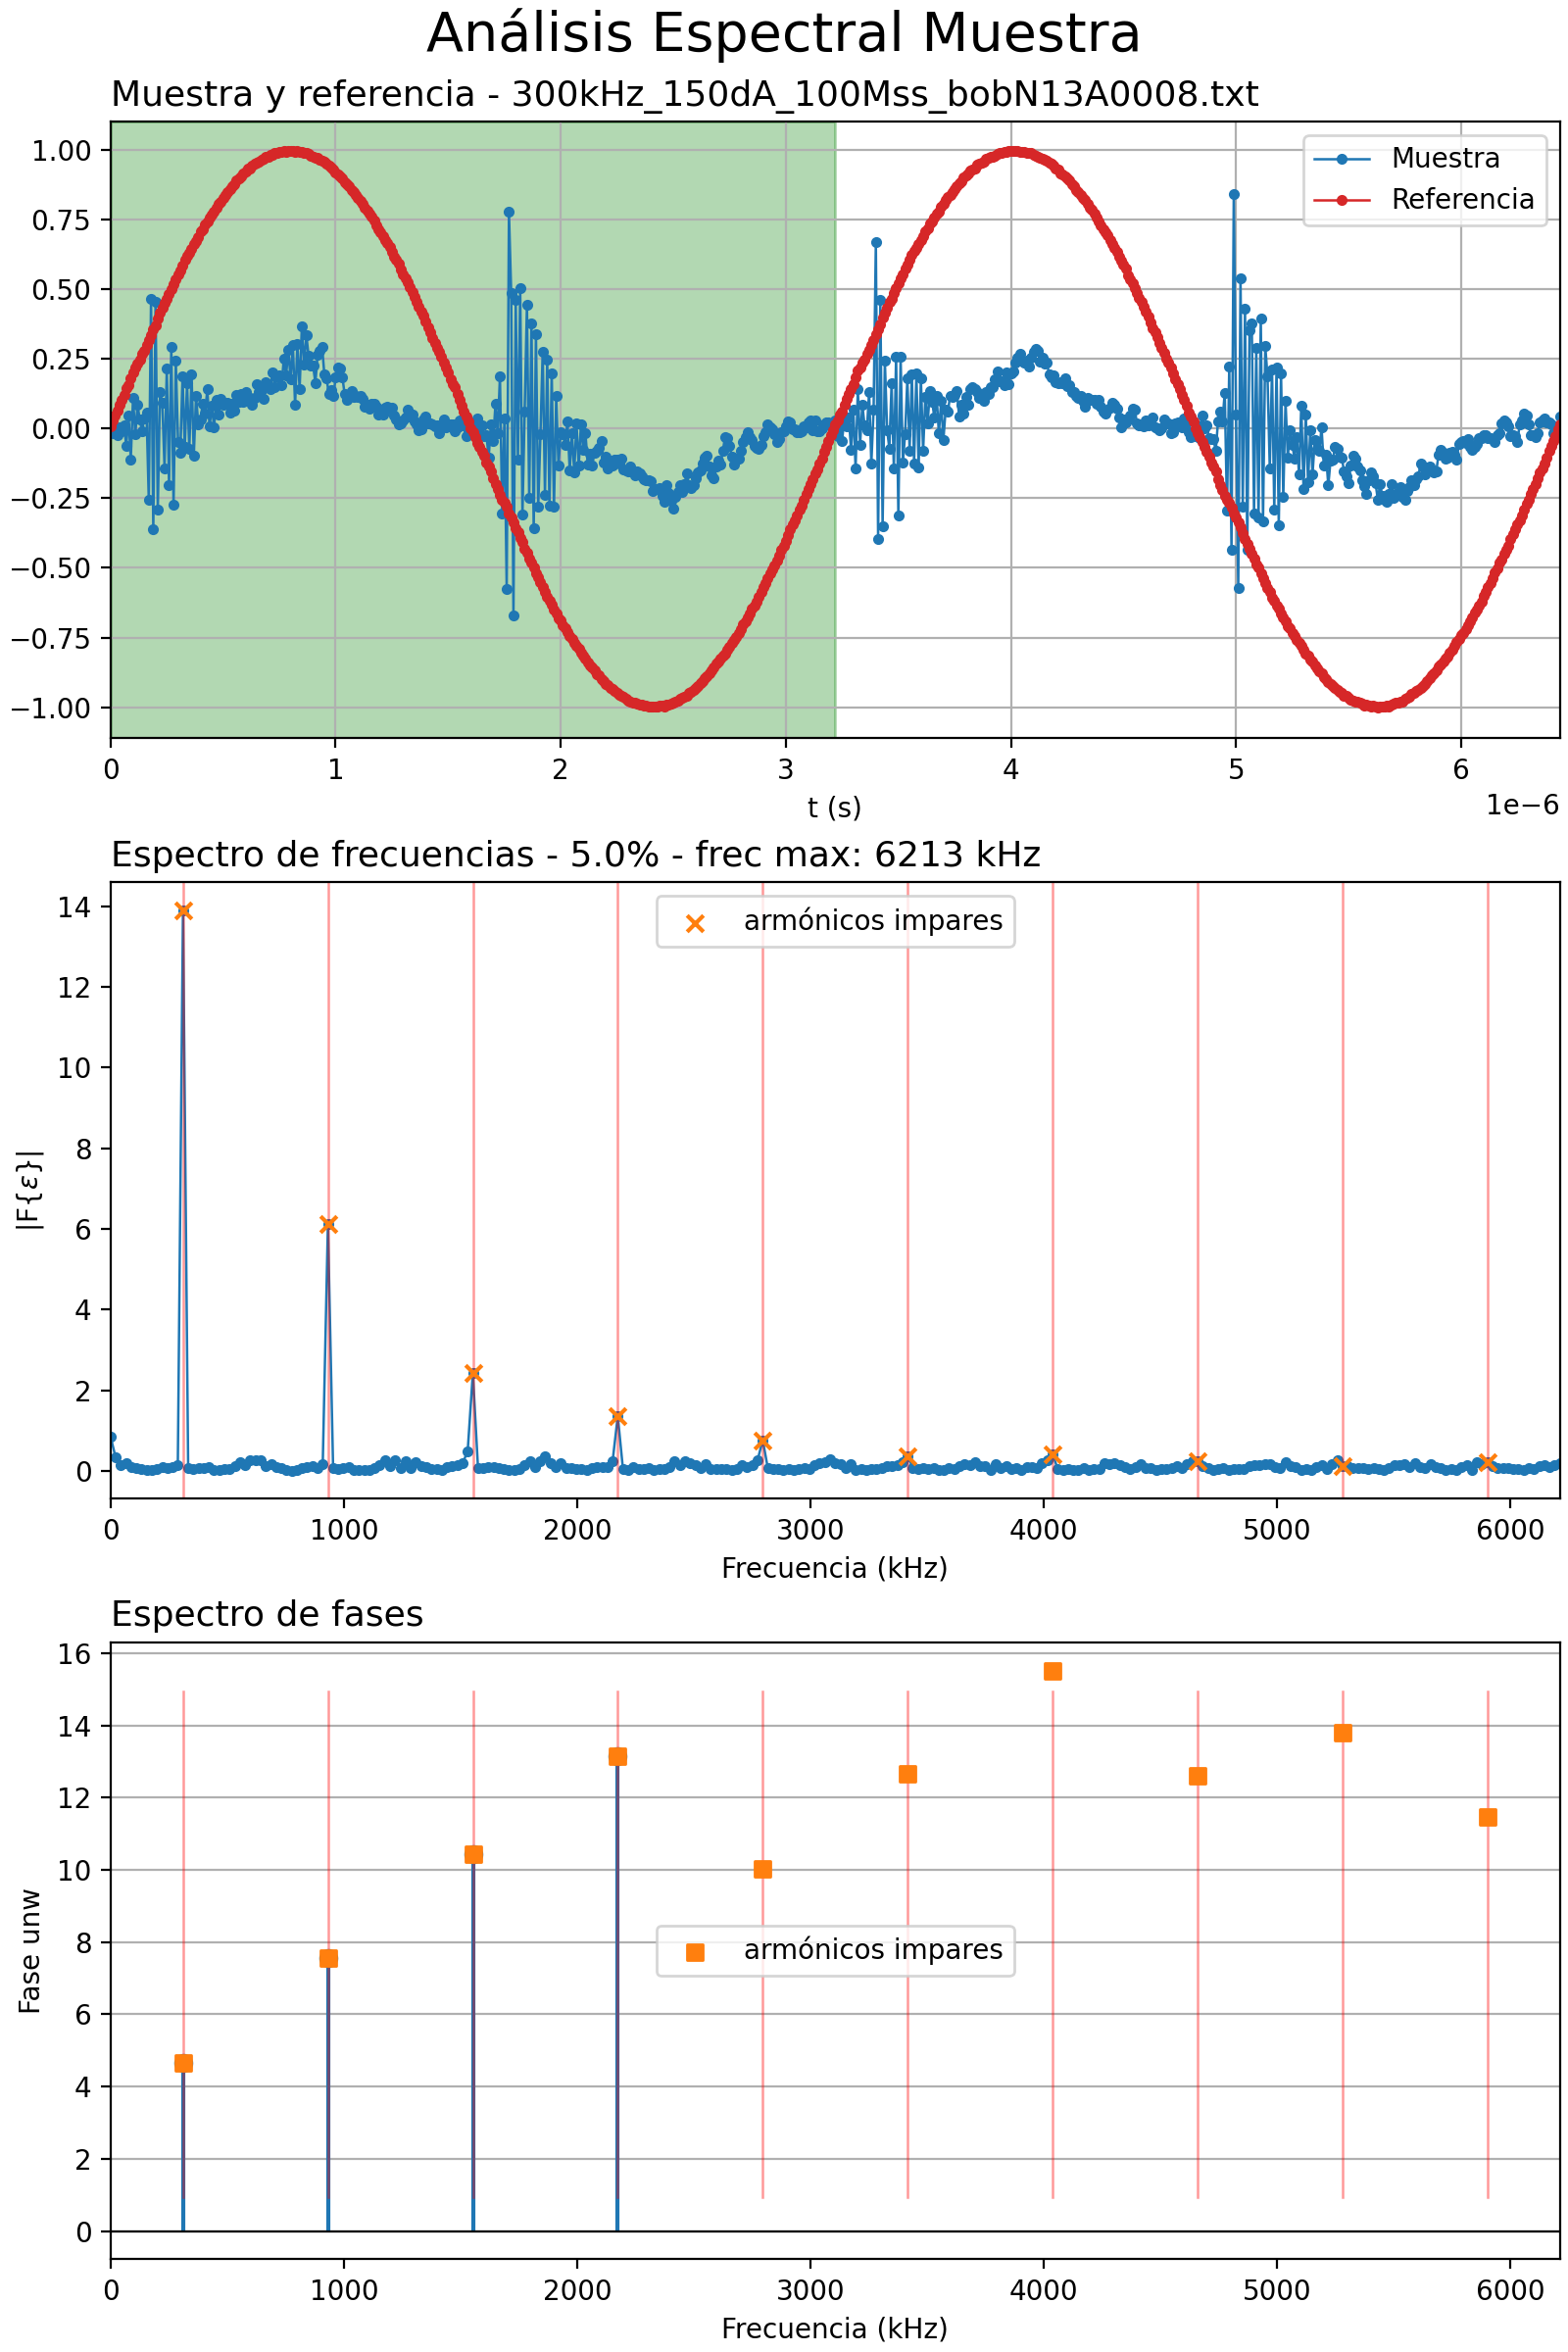 Análisis Espectral Muestra
Muestra y referencia - 300kHz_150dA_100Mss_bobN13A0008.txt
1.00
0.75
0.50
0.25
0.00
−0.25
−0.50
−0.75
−1.00
Muestra
Referencia
0 1 2 3 4 5 6
1e−6
t (s)
Espectro de frecuencias - 5.0% - frec max: 6213 kHz
14
12
10
8
6
4
2
0
|F{ε}|
armónicos impares
0 1000 2000 3000 4000 5000 6000
Frecuencia (kHz)
Espectro de fases
16
14
12
10
8
6
4
2
0
Fase unw
armónicos impares
0 1000 2000 3000 4000 5000 6000
Frecuencia (kHz)